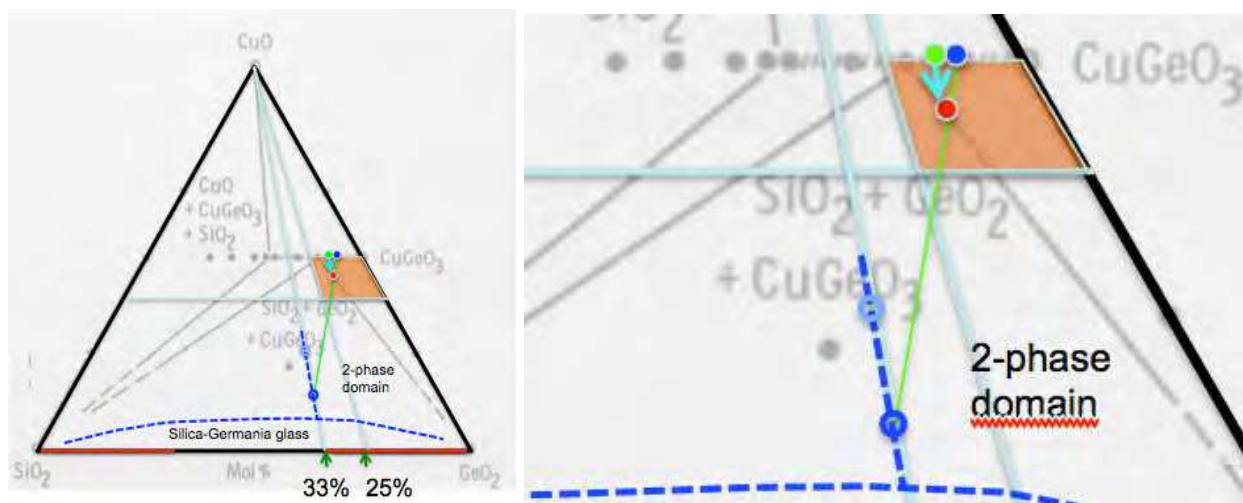 CuO
CuO
+ CuGeO3
+ SiO2
CuGeO3
SiO2 + GeO2
+ CuGeO3
2-phase
domain
Silica-Germania glass
SiO2
Mol %
GeO2
33%
25%
SiO2
CuGeO3
SiO2 + GeO2
+ CuGeO3
2-phase
domain